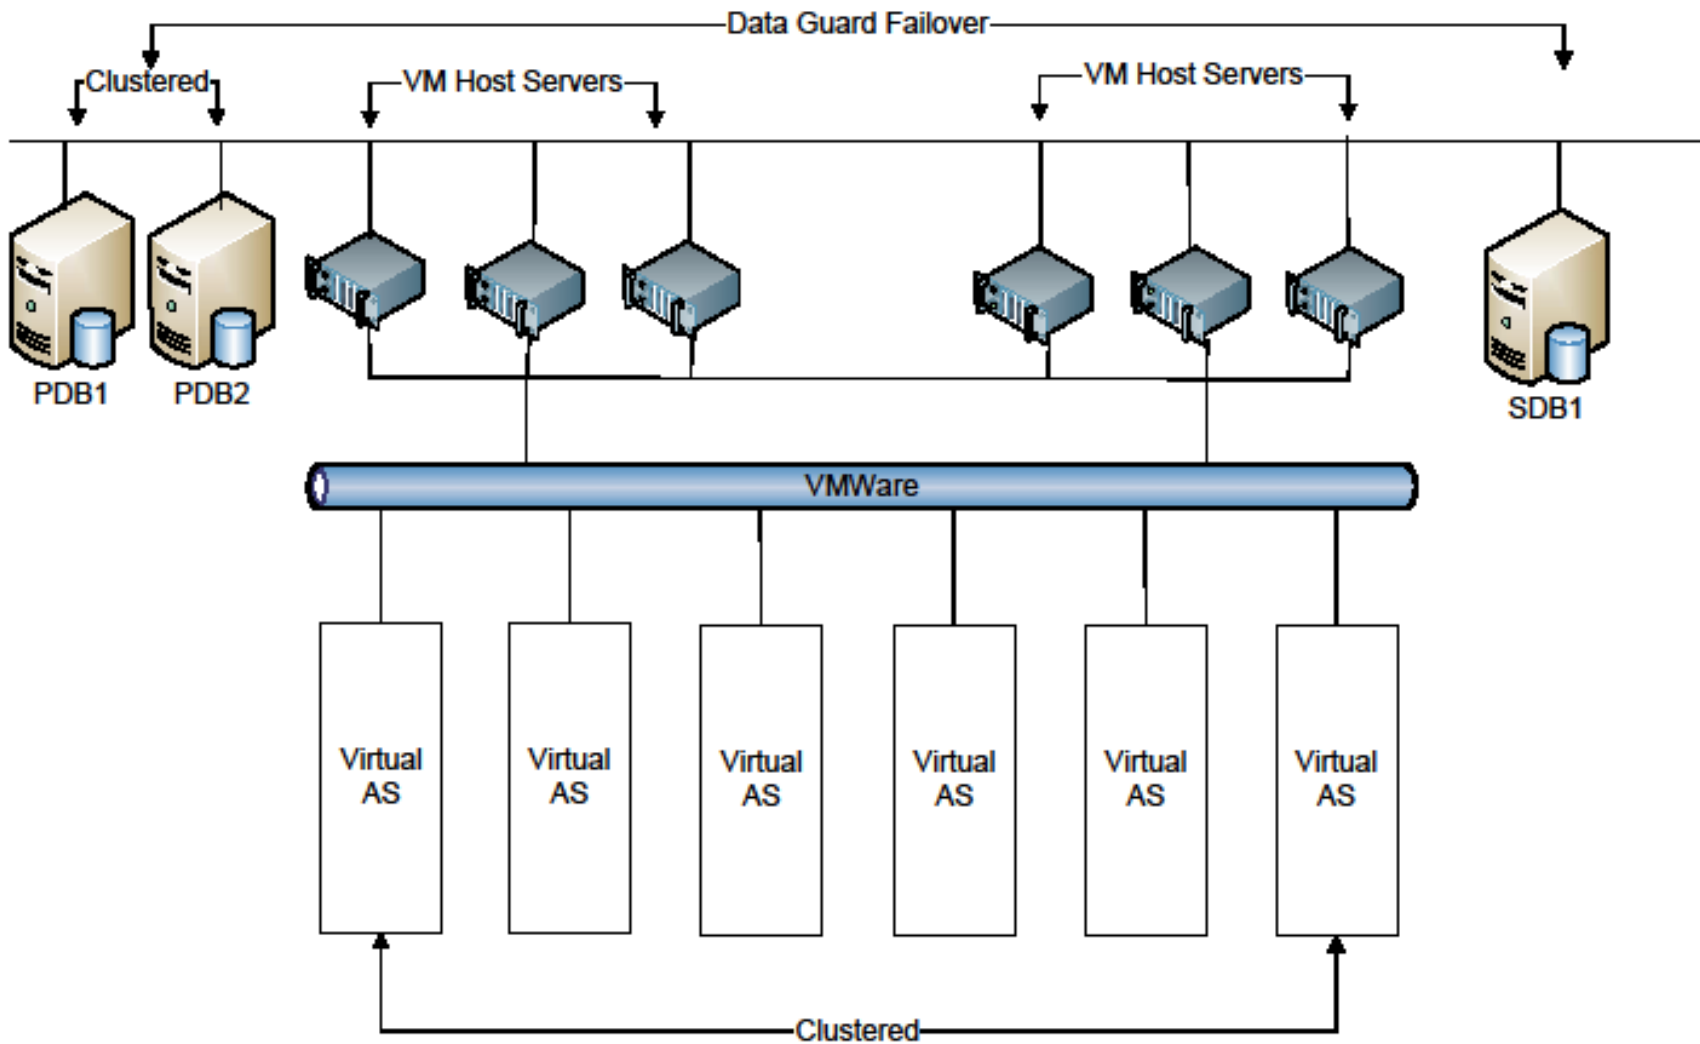 Data Guard Failover
Clustered
VM Host Servers
VM Host Servers
PDB1
PDB2
SDB1
VMWare
Virtual
AS
Virtual
AS
Virtual
AS
Virtual
AS
Virtual
AS
Virtual
AS
Clustered